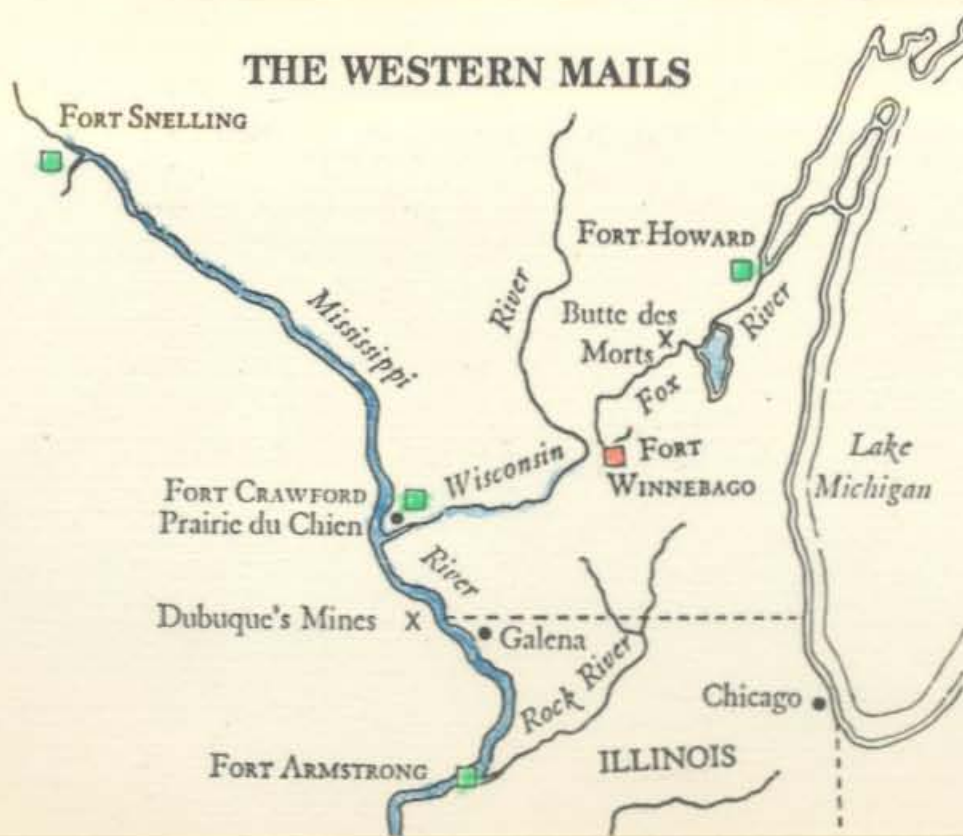 THE WESTERN MAILS
FORT SNELLING
Mississippi
River
River
FORT HOWARD
Butte des
Morts X
Fox
River
FORT
WINNEBAGO
Lake
Michigan
Wisconsin
FORT CRAWFORD
Prairie du Chien
Dubuque's Mines X
Galena
Rock River
Chicago
FORT ARMSTRONG
ILLINOIS